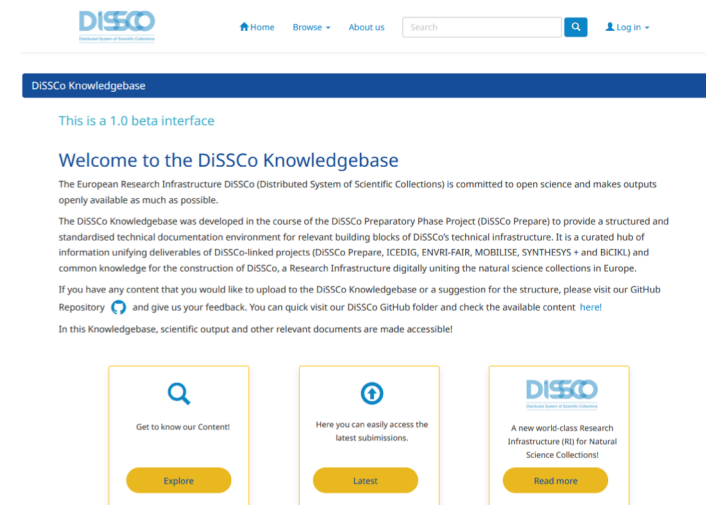 DISSCO
Distributed System of Scientific Collections
Home Browse About us Search Log in
DiSSCo Knowledgebase
This is a 1.0 beta interface
Welcome to the DiSSCo Knowledgebase
The European Research Infrastructure DiSSCo (Distributed System of Scientific Collections) is committed to open science and makes outputs
openly available as much as possible.
The DiSSCo Knowledgebase was developed in the course of the DiSSCo Preparatory Phase Project (DiSSCo Prepare) to provide a structured and
standardised technical documentation environment for relevant building blocks of DiSSCo's technical infrastructure. It is a curated hub of
information unifying deliverables of DiSSCo-linked projects (DiSSCo Prepare, ICEDIG, ENVRI-FAIR, MOBILISE, SYNTHESYS + and BiCIKL) and
common knowledge for the construction of DiSSCo, a Research Infrastructure digitally uniting the natural science collections in Europe.
If you have any content that you would like to upload to the DiSSCo Knowledgebase or a suggestion for the structure, please visit our GitHub
Repository and give us your feedback. You can quick visit our DiSSCo GitHub folder and check the available content here!
In this Knowledgebase, scientific output and other relevant documents are made accessible!
Get to know our Content!
Explore
Here you can easily access the
latest subimissions.
Latest
DISSCO
Distributed System of Scientific Collections
A new world-class Research
Infrastructure (RI) for Natural
Science Collections!
Read more